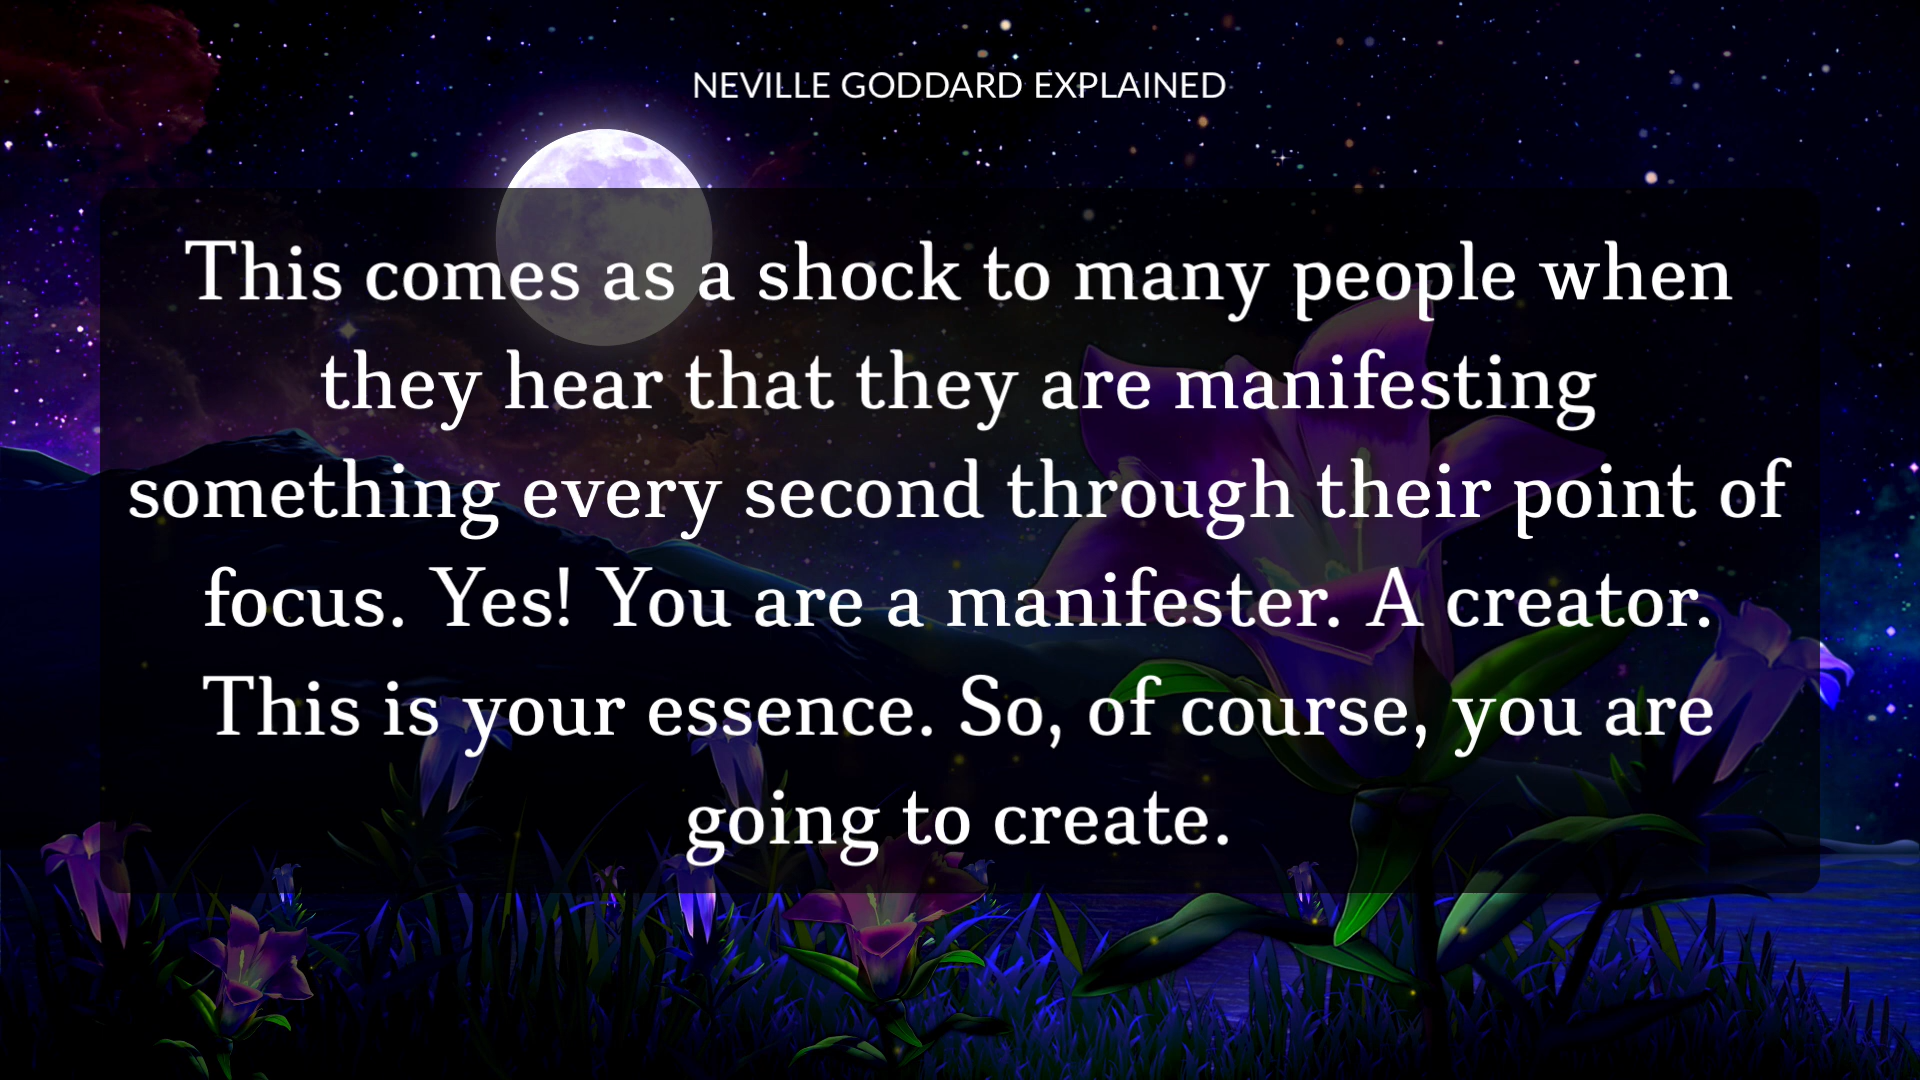 NEVILLE GODDARD EXPLAINED
This comes as a shock to many people when
they hear that they are manifesting
something every second through their point of
focus. Yes! You are a manifester. A creator.
This is your essence. So, of course, you are
going to create.